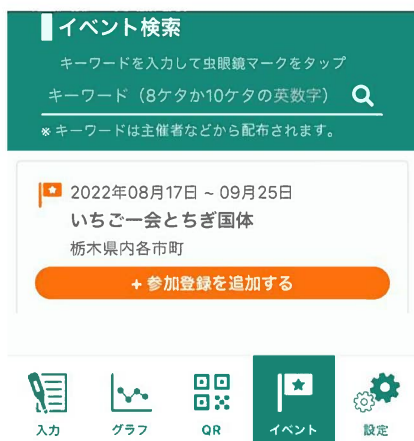 イベント検索
キーワードを入力して虫眼鏡マークをタップ
キーワード（8ケタか10ケタの英数字）
※キーワードは主催者などから配布されます。
2022年08月17日 ~ 09月25日
いちご一会とちぎ国体
栃木県内各市町
+ 参加登録を追加する
入力 グラフ QR イベント 設定